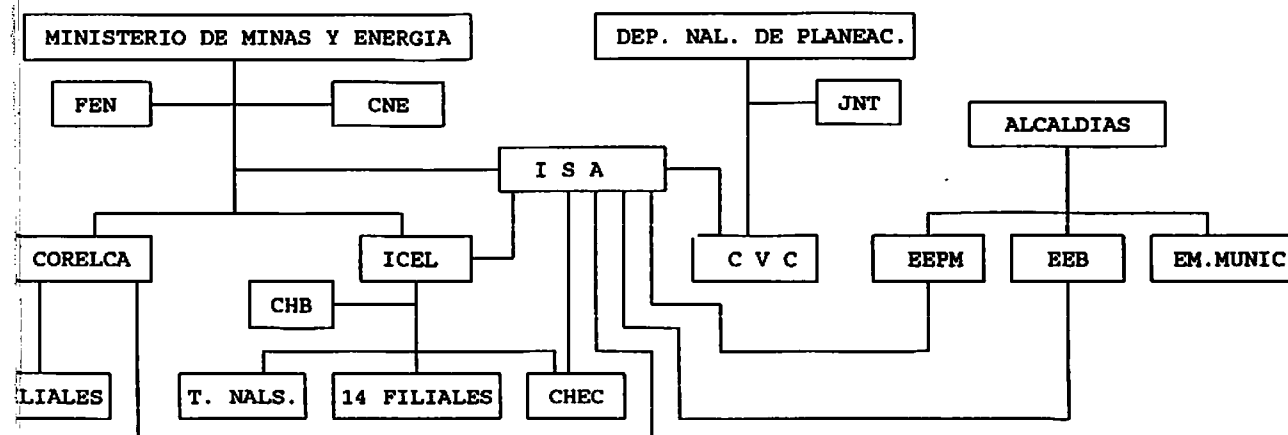 MINISTERIO DE MINAS Y ENERGIA
DEP. NAL. DE PLANEAC.
FEN
CNE
JNT
ALCALDIAS
I S A
CORELCA
ICEL
C V C
EEPM
EEB
EM.MUNIC
CHB
LIALES
T. NALS.
14 FILIALES
CHEC